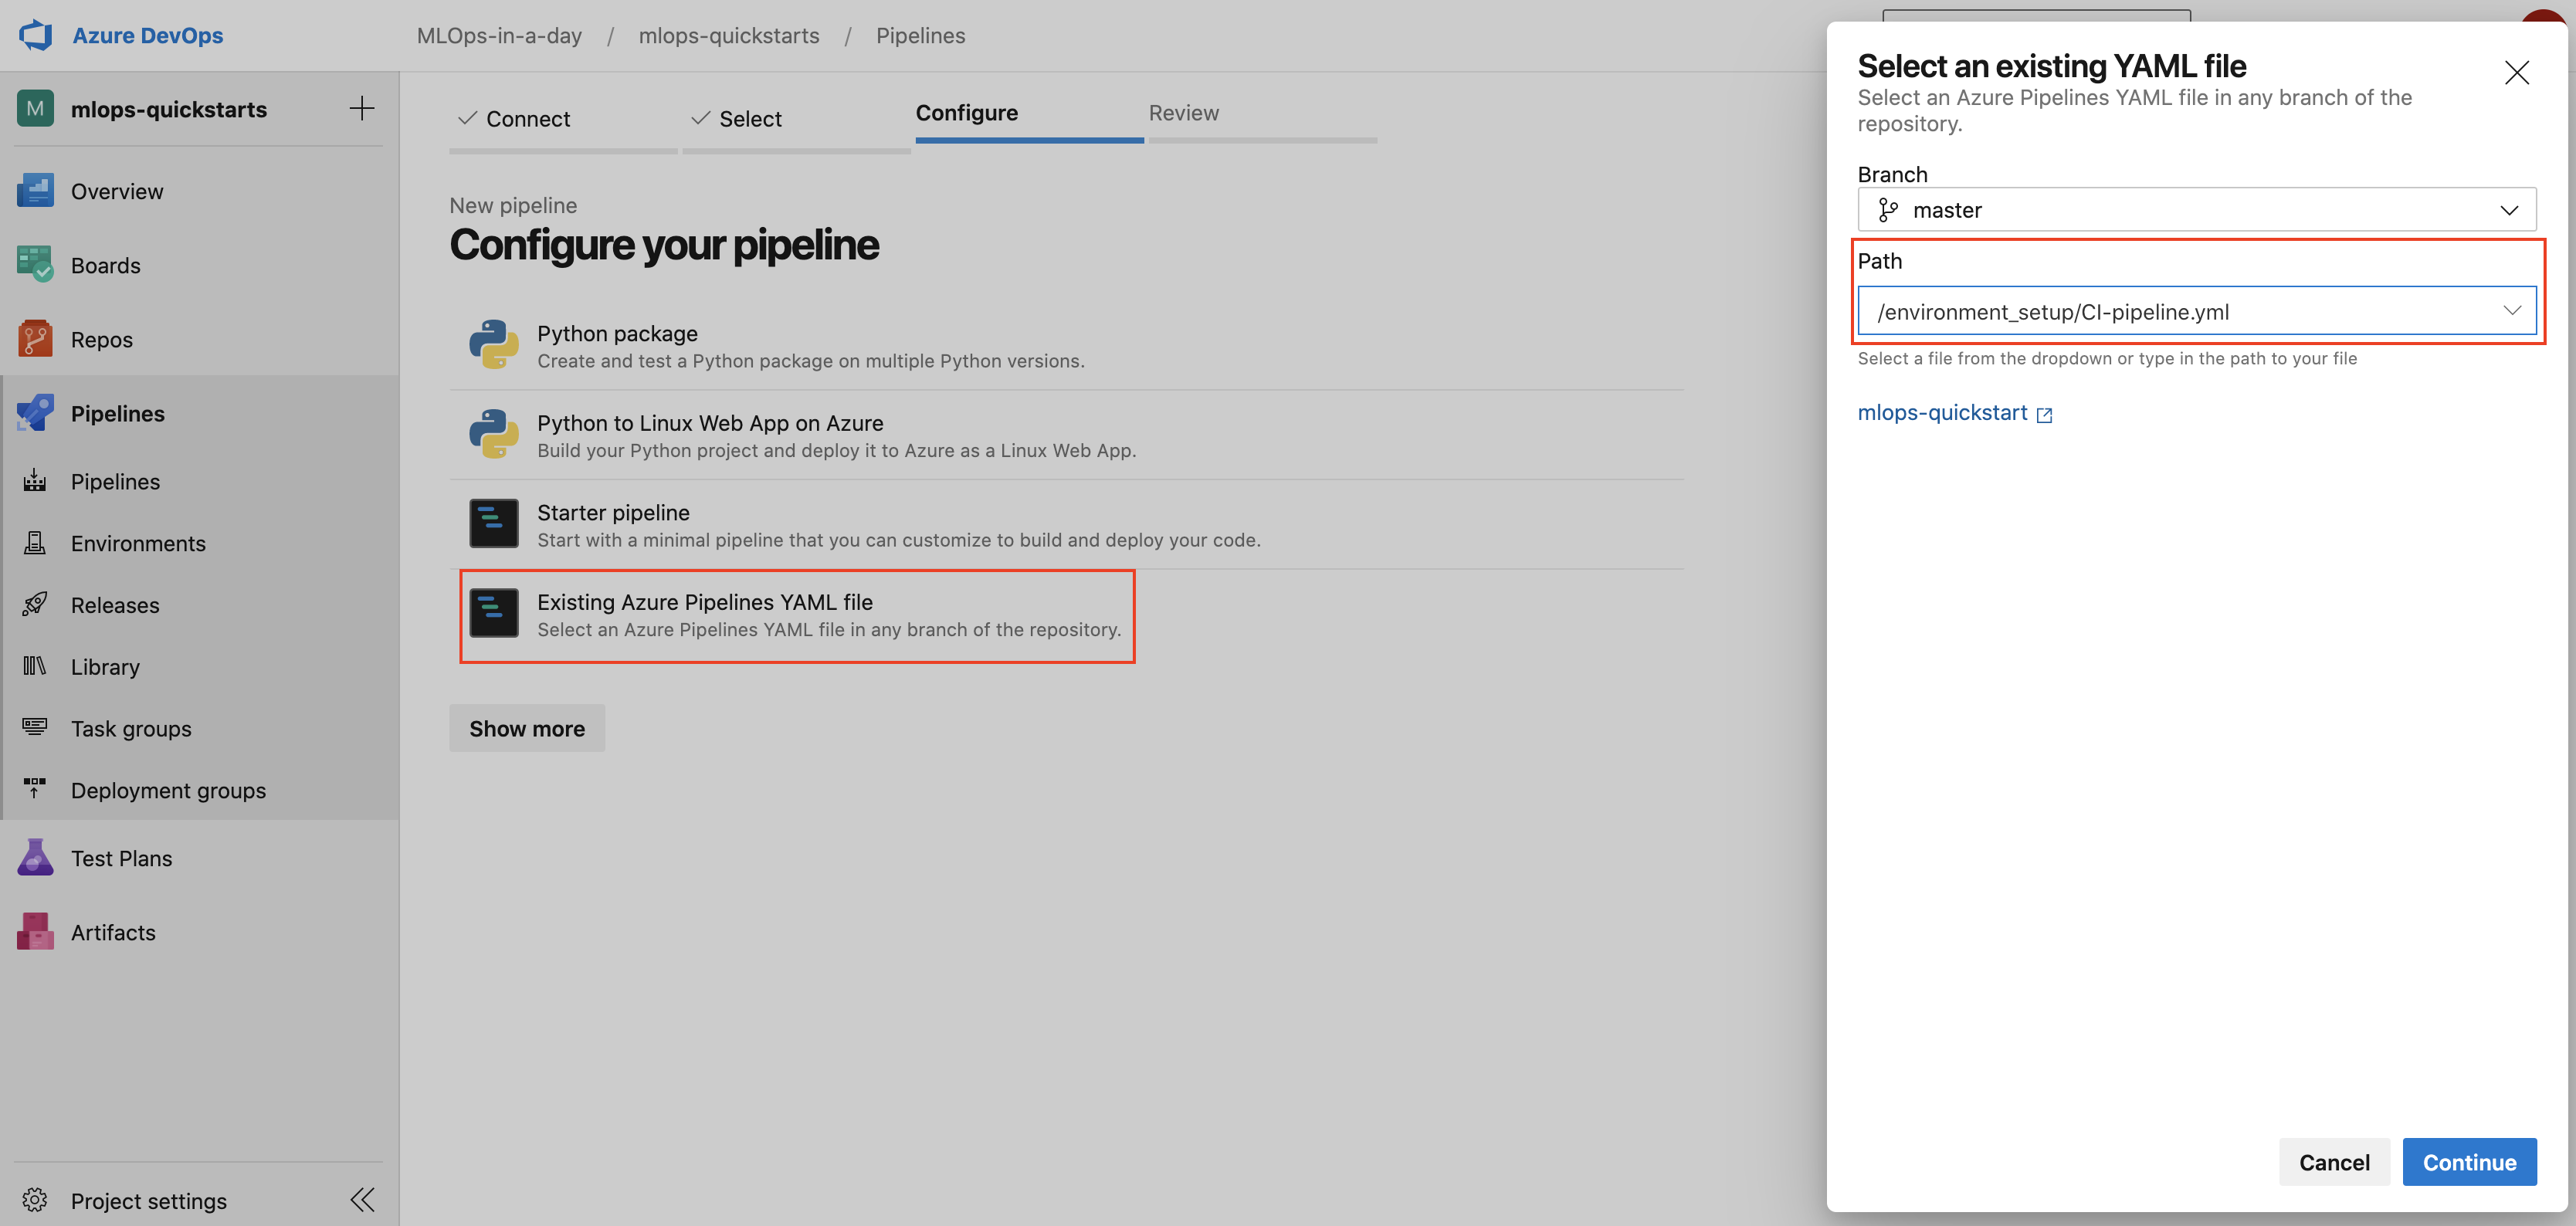 Azure DevOps
MLOps-in-a-day / mlops-quickstarts / Pipelines
M mlops-quickstarts
Overview
Boards
Repos
Pipelines
Pipelines
Environments
Releases
Library
Task groups
Deployment groups
Test Plans
Artifacts
Project settings
Connect
Select
Configure
Review
New pipeline
Configure your pipeline
Python package
Create and test a Python package on multiple Python versions.
Python to Linux Web App on Azure
Build your Python project and deploy it to Azure as a Linux Web App.
Starter pipeline
Start with a minimal pipeline that you can customize to build and deploy your code.
Existing Azure Pipelines YAML file
Select an Azure Pipelines YAML file in any branch of the repository.
Show more
Select an existing YAML file
Select an Azure Pipelines YAML file in any branch of the
repository.
Branch
master
Path
/environment_setup/CI-pipeline.yml
Select a file from the dropdown or type in the path to your file
mlops-quickstart
Cancel
Continue